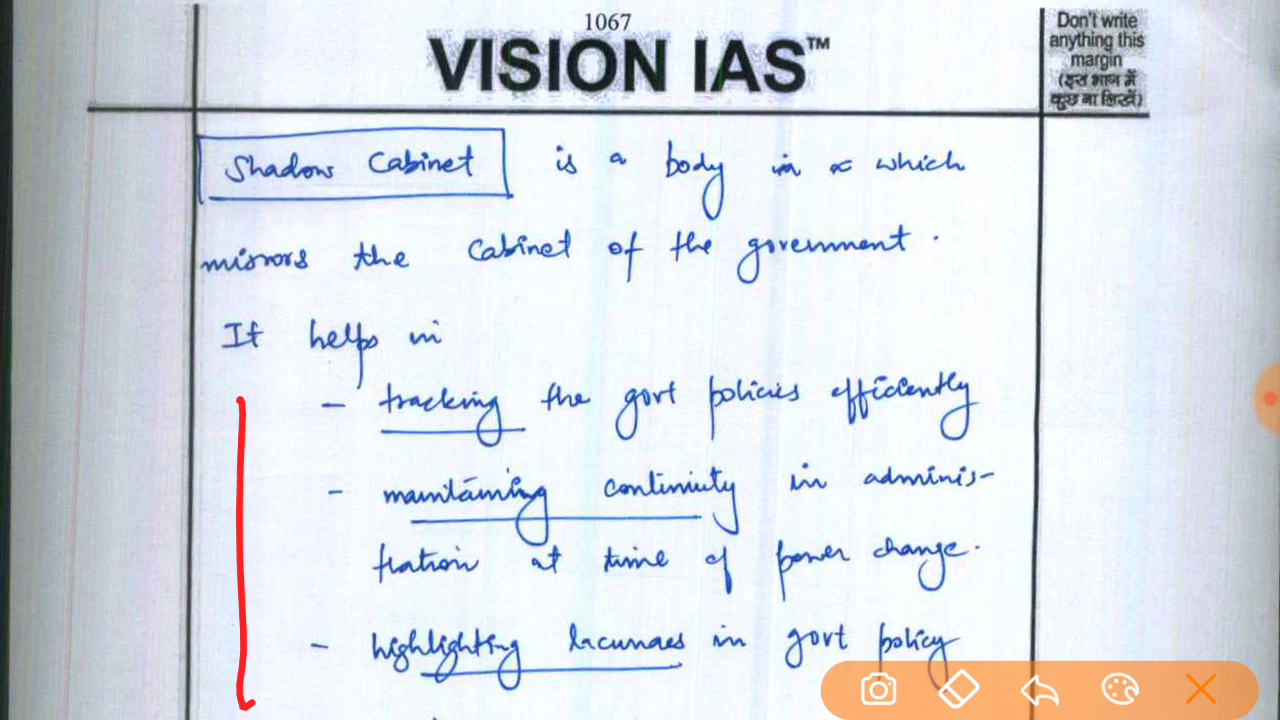 1067
VISION IAS™
Don't write
anything this
margin
(इस भाग में
कुछ ना लिखें)
Shadow Cabinet is a body in which
mirrors the Cabinet of the government.
It helps in
- tracking the govt policies efficiently
- maintaining continuity in adminis-
tration at time of power change.
- highlighting lacunaes in govt policy